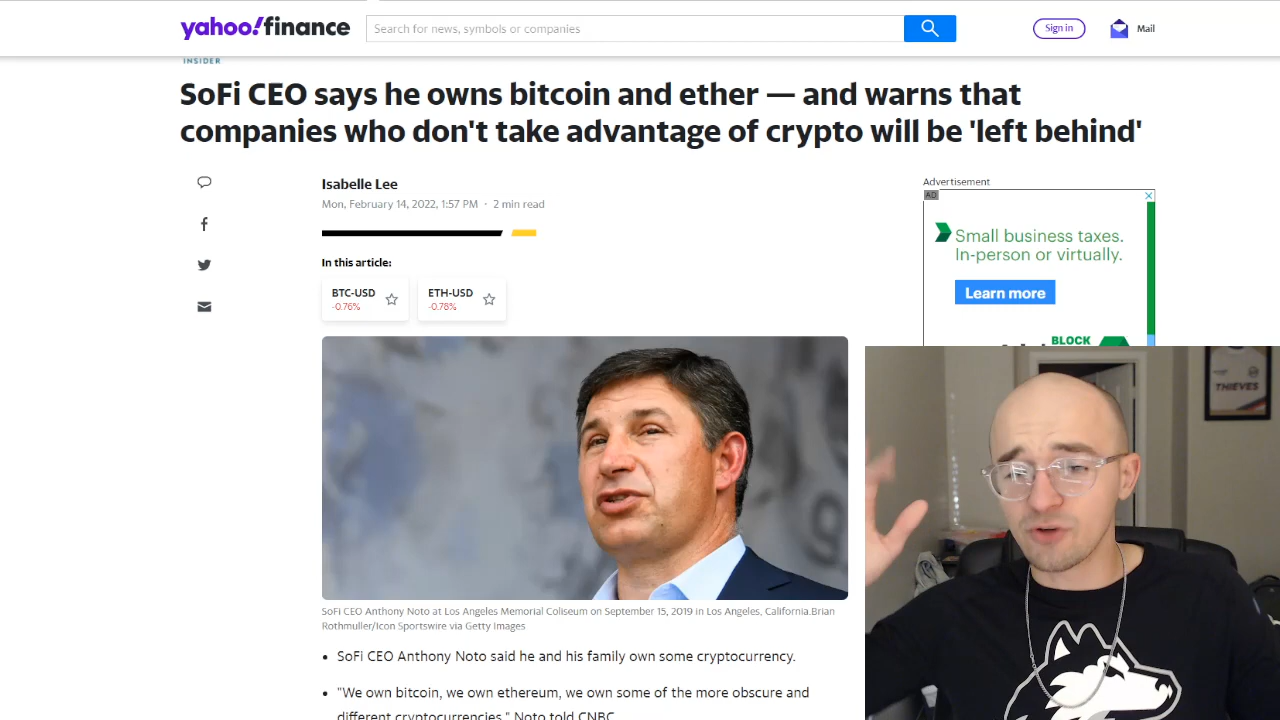 yahoo!finance
Search for news, symbols or companies
Sign in
Mail
INSIDER
SoFi CEO says he owns bitcoin and ether — and warns that
companies who don't take advantage of crypto will be 'left behind'
Isabelle Lee
Mon, February 14, 2022, 1:57 PM · 2 min read
In this article:
BTC-USD
-0.76%
ETH-USD
-0.78%
Advertisement
AD
Small business taxes.
In-person or virtually.
Learn more
BLOCK
SoFi CEO Anthony Noto at Los Angeles Memorial Coliseum on September 15, 2019 in Los Angeles, California.Brian
Rothmuller/Icon Sportswire via Getty Images
• SoFi CEO Anthony Noto said he and his family own some cryptocurrency.
• "We own bitcoin, we own ethereum, we own some of the more obscure and
different cryptocurrencies," Noto told CNBC.
THIEVES